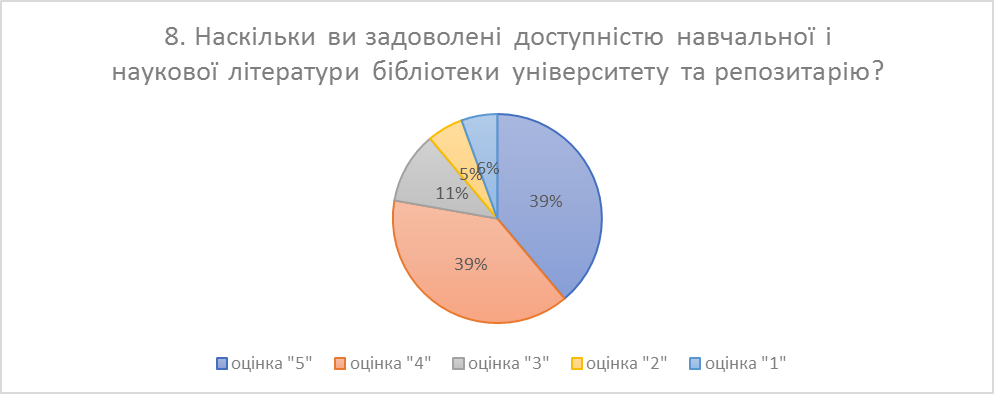 8. Наскільки ви задоволені доступністю навчальної і
наукової літератури бібліотеки університету та репозитарію?
6%
5%
11%
39%
39%
оцінка "5" оцінка "4" оцінка "3" оцінка "2" оцінка "1"